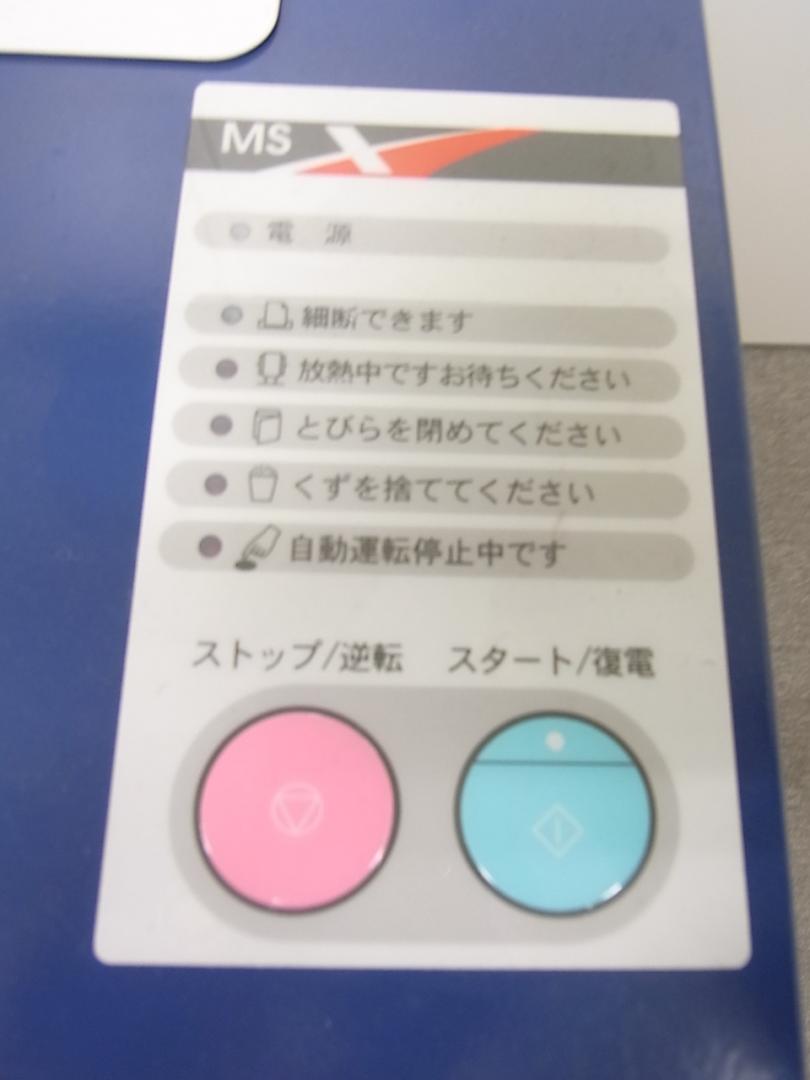 MS X
電 源
細断できます
放熱中ですお待ちください
とびらを閉めてください
くずを捨ててください
自動運転停止中です
ストップ/逆転 スタート/復電